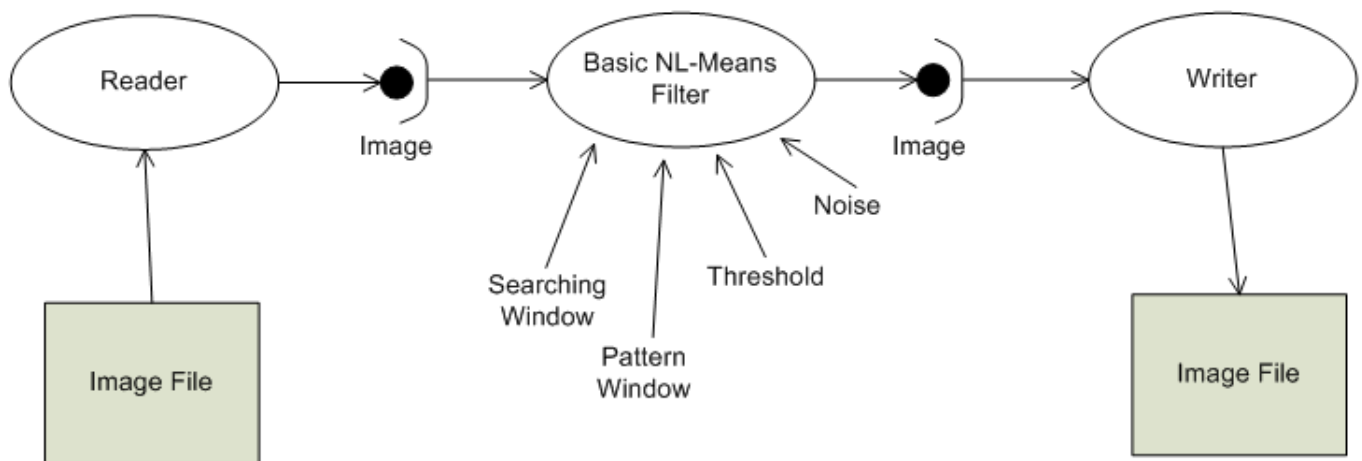 Reader
Image
Basic NL-Means
Filter
Image
Writer
Noise
Searching
Window
Threshold
Pattern
Window
Image File
Image File